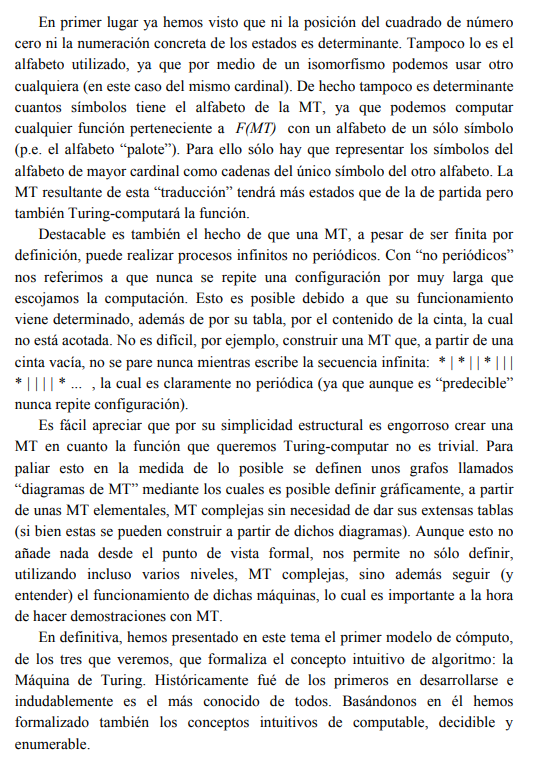 En primer lugar ya hemos visto que ni la posición del cuadrado de número
cero ni la numeración concreta de los estados es determinante. Tampoco lo es el
alfabeto utilizado, ya que por medio de un isomorfismo podemos usar otro
cualquiera (en este caso del mismo cardinal). De hecho tampoco es determinante
cuantos símbolos tiene el alfabeto de la MT, ya que podemos computar
cualquier función perteneciente a F(MT) con un alfabeto de un sólo símbolo
(p.e. el alfabeto “palote”). Para ello sólo hay que representar los símbolos del
alfabeto de mayor cardinal como cadenas del único símbolo del otro alfabeto. La
MT resultante de esta “traducción” tendrá más estados que de la de partida pero
también Turing-computará la función.
Destacable es también el hecho de que una MT, a pesar de ser finita por
definición, puede realizar procesos infinitos no periódicos. Con “no periódicos”
nos referimos a que nunca se repite una configuración por muy larga que
escojamos la computación. Esto es posible debido a que su funcionamiento
viene determinado, además de por su tabla, por el contenido de la cinta, la cual
no está acotada. No es difícil, por ejemplo, construir una MT que, a partir de una
cinta vacía, no se pare nunca mientras escribe la secuencia infinita: * | * | | * | | |
* | | | | * ... , la cual es claramente no periódica (ya que aunque es “predecible”
nunca repite configuración).
Es fácil apreciar que por su simplicidad estructural es engorroso crear una
MT en cuanto la función que queremos Turing-computar no es trivial. Para
paliar esto en la medida de lo posible se definen unos grafos llamados
“diagramas de MT” mediante los cuales es posible definir gráficamente, a partir
de unas MT elementales, MT complejas sin necesidad de dar sus extensas tablas
(si bien estas se pueden construir a partir de dichos diagramas). Aunque esto no
añade nada desde el punto de vista formal, nos permite no sólo definir,
utilizando incluso varios niveles, MT complejas, sino además seguir (y
entender) el funcionamiento de dichas máquinas, lo cual es importante a la hora
de hacer demostraciones con MT.
En definitiva, hemos presentado en este tema el primer modelo de cómputo,
de los tres que veremos, que formaliza el concepto intuitivo de algoritmo: la
Máquina de Turing. Históricamente fué de los primeros en desarrollarse e
indudablemente es el más conocido de todos. Basándonos en él hemos
formalizado también los conceptos intuitivos de computable, decidible y
enumerable.